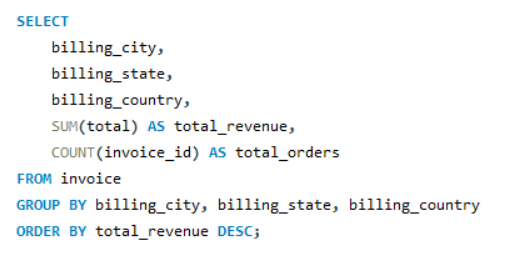 SELECT
    billing_city,
    billing_state,
    billing_country,
    SUM(total) AS total_revenue,
    COUNT(invoice_id) AS total_orders
FROM invoice
GROUP BY billing_city, billing_state, billing_country
ORDER BY total_revenue DESC;